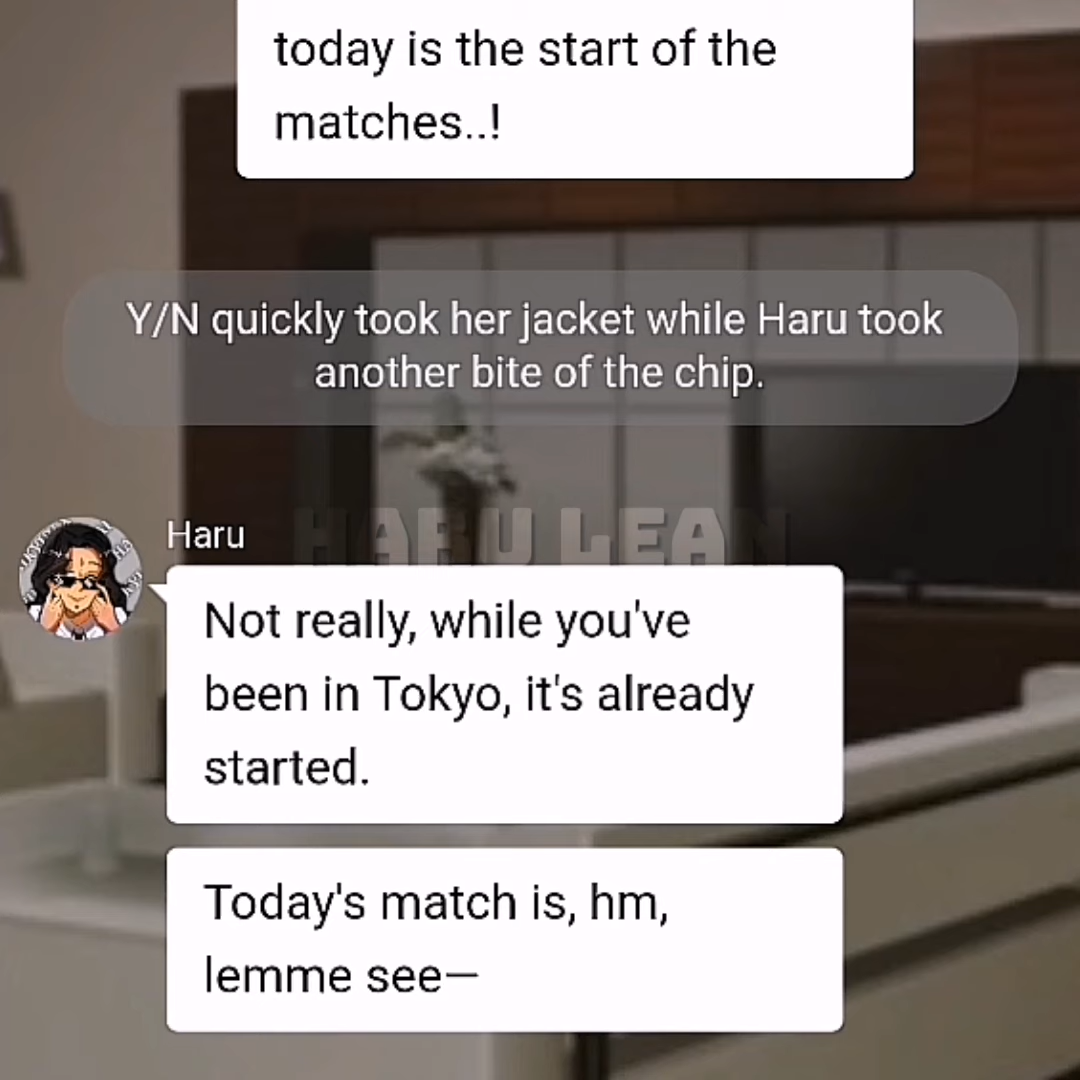 today is the start of the
matches..!
Y/N quickly took her jacket while Haru took
another bite of the chip.
HARU LEAN
Haru
Not really, while you've
been in Tokyo, it's already
started.
Today's match is, hm,
lemme see—